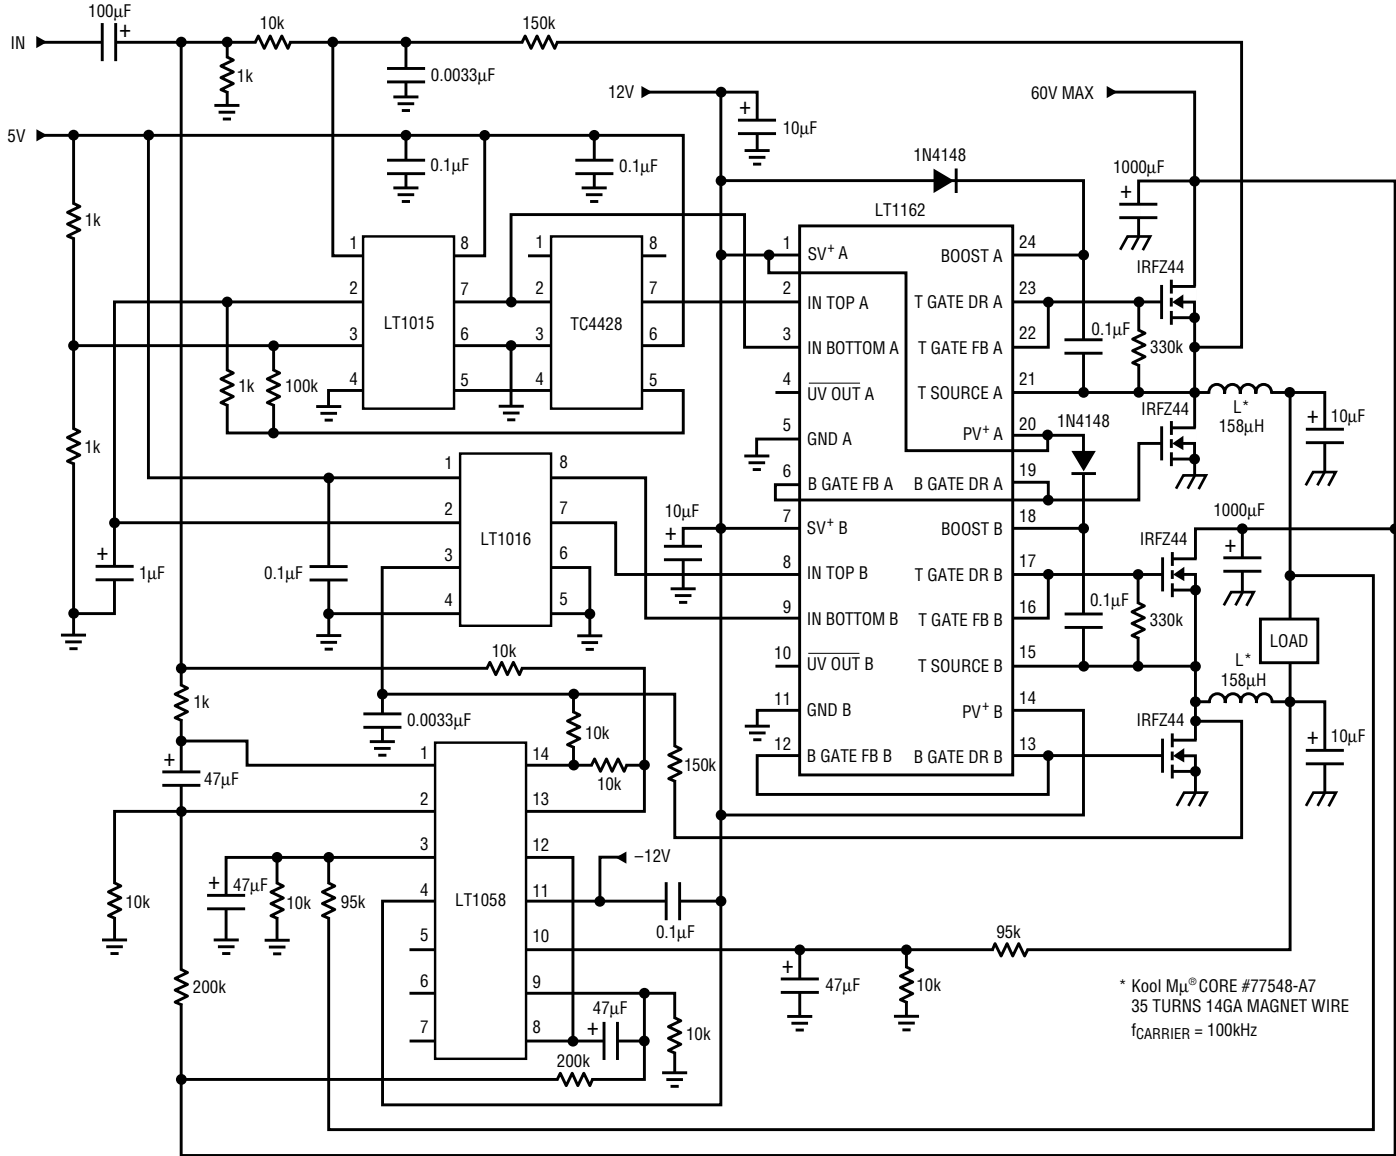 100µF
10k
150k
IN
+
1k
0.0033µF
12V
60V MAX
+
10µF
5V
0.1µF
0.1µF
1N4148
1000µF
+
1k
LT1162
1 8
2 7
3 6
4 5
LT1015
1 8
2 7
3 6
4 5
TC4428
1k
100k
1 SV+ A BOOST A 24
2 IN TOP A T GATE DR A 23
3 IN BOTTOM A T GATE FB A 22
4 UV OUT A T SOURCE A 21
5 GND A PV+ A 20
6 B GATE FB A B GATE DR A 19
7 SV+ B BOOST B 18
8 IN TOP B T GATE DR B 17
9 IN BOTTOM B T GATE FB B 16
10 UV OUT B T SOURCE B 15
11 GND B PV+ B 14
12 B GATE FB B B GATE DR B 13
IRFZ44
0.1µF
330k
1N4148
IRFZ44
L*
158µH
+
10µF
1k
1 8
2 7
3 6
4 5
LT1016
+
1µF
0.1µF
10µF
+
1000µF
+
IRFZ44
0.1µF
330k
LOAD
L*
158µH
IRFZ44
+
10µF
10k
1k
0.0033µF
10k
10k
150k
+
47µF
1 14
2 13
3 12
4 11
5 10
6 9
7 8
LT1058
–12V
0.1µF
10k
+
47µF
10k
95k
95k
+
47µF
10k
200k
47µF
+
10k
200k
* Kool Mµ® CORE #77548-A7
35 TURNS 14GA MAGNET WIRE
fCARRIER = 100kHz